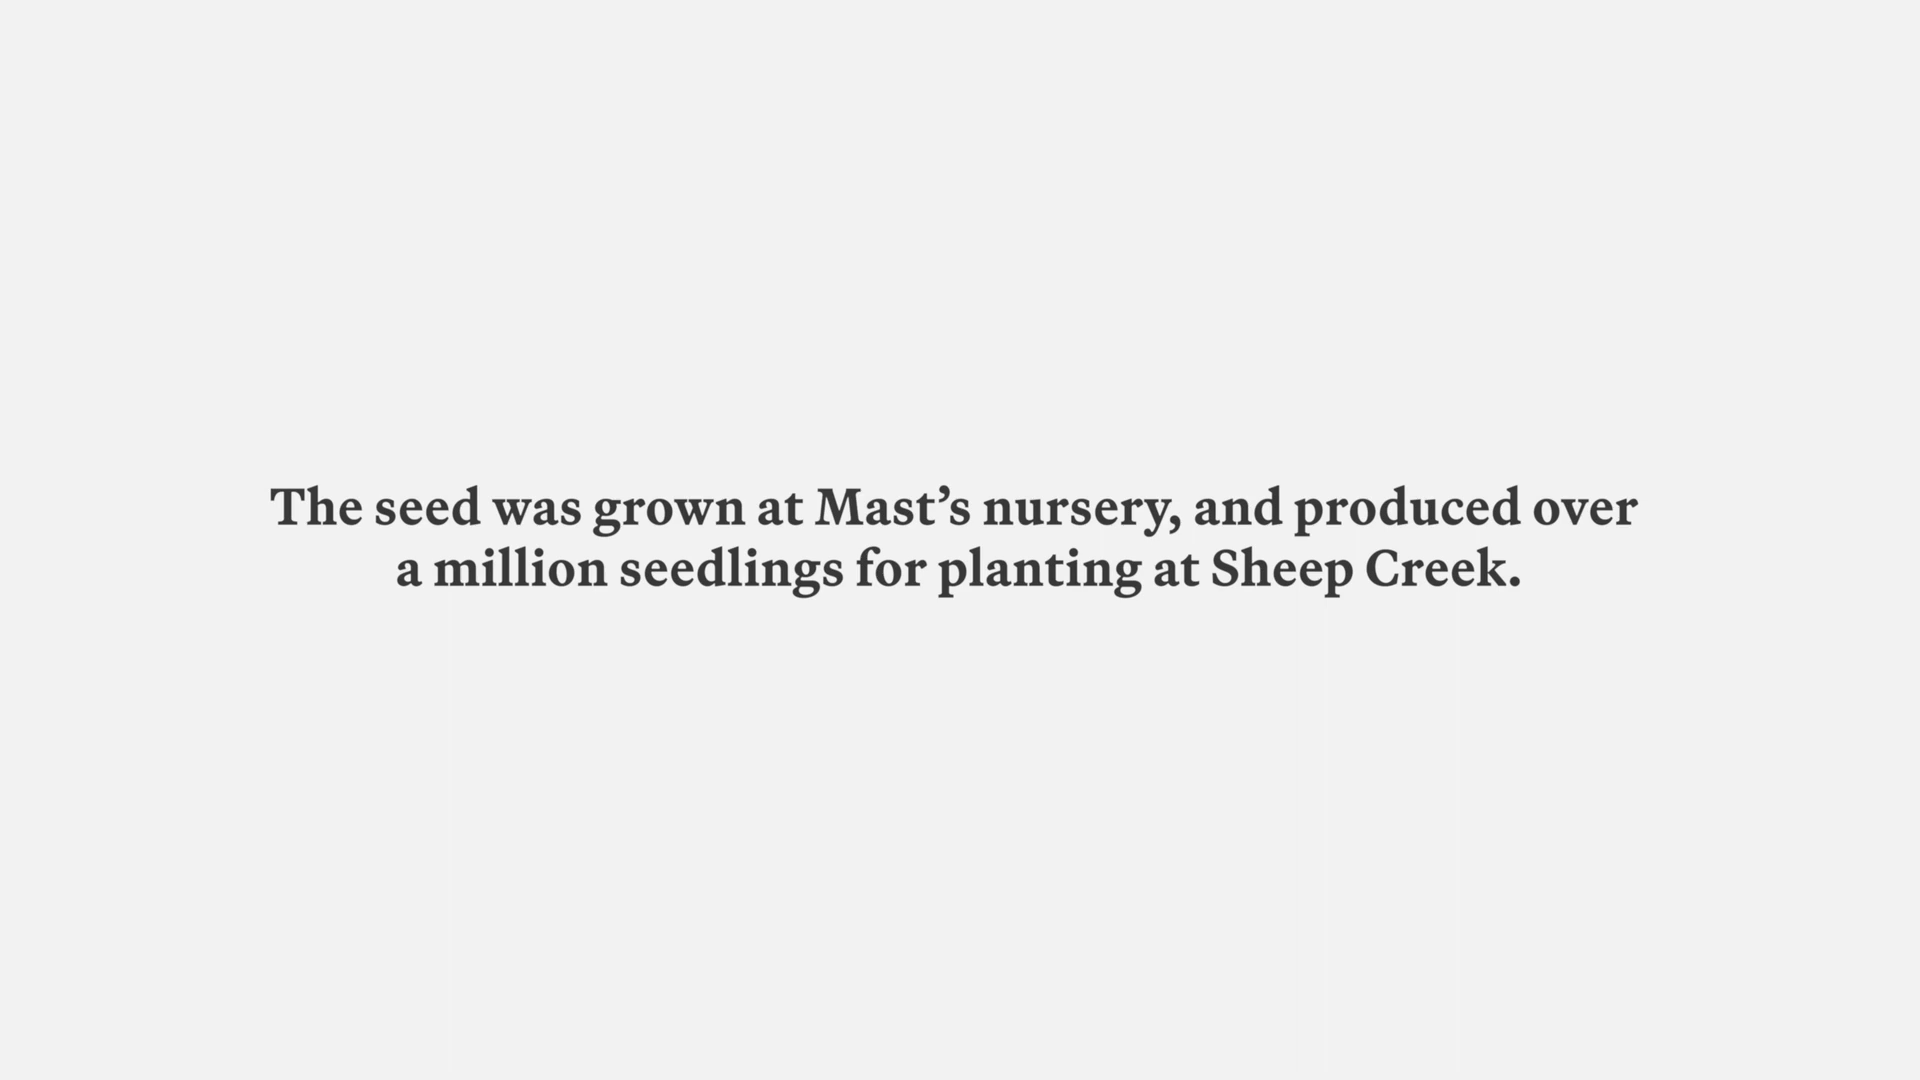 The seed was grown at Mast’s nursery, and produced over
a million seedlings for planting at Sheep Creek.